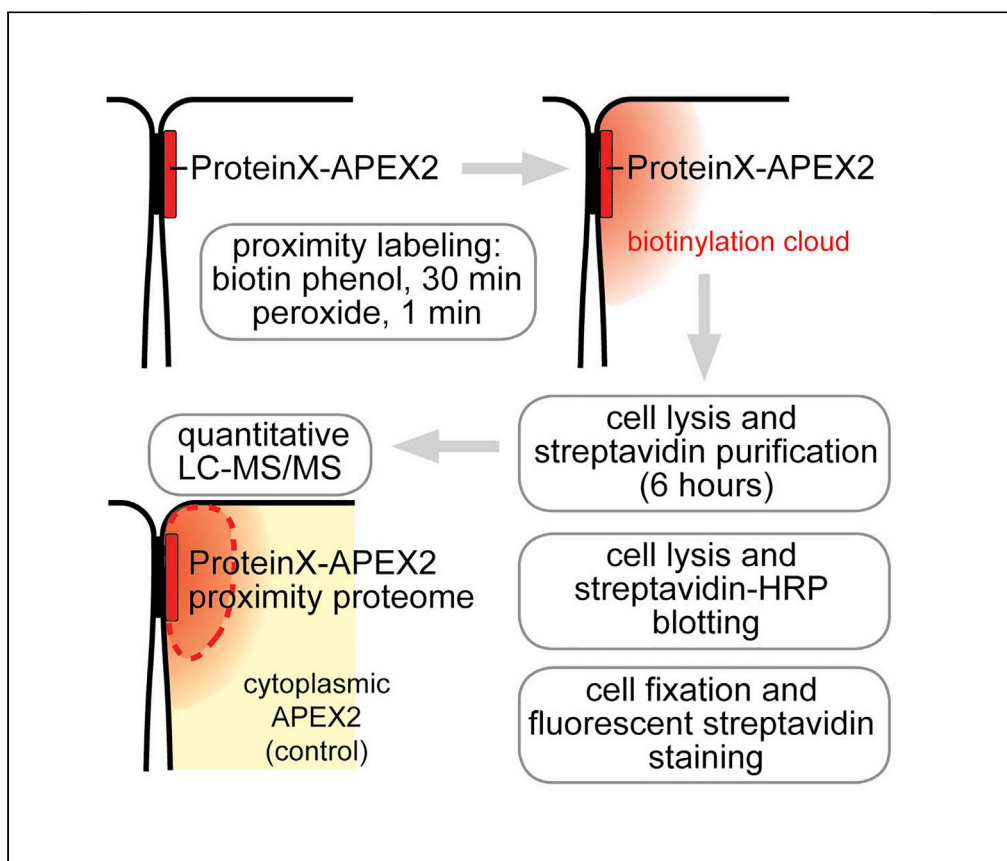 ProteinX-APEX2
proximity labeling:
biotin phenol, 30 min
peroxide, 1 min
ProteinX-APEX2
biotinylation cloud
cell lysis and
streptavidin purification
(6 hours)
cell lysis and
streptavidin-HRP
blotting
cell fixation and
fluorescent streptavidin
staining
quantitative
LC-MS/MS
ProteinX-APEX2
proximity proteome
cytoplasmic
APEX2
(control)